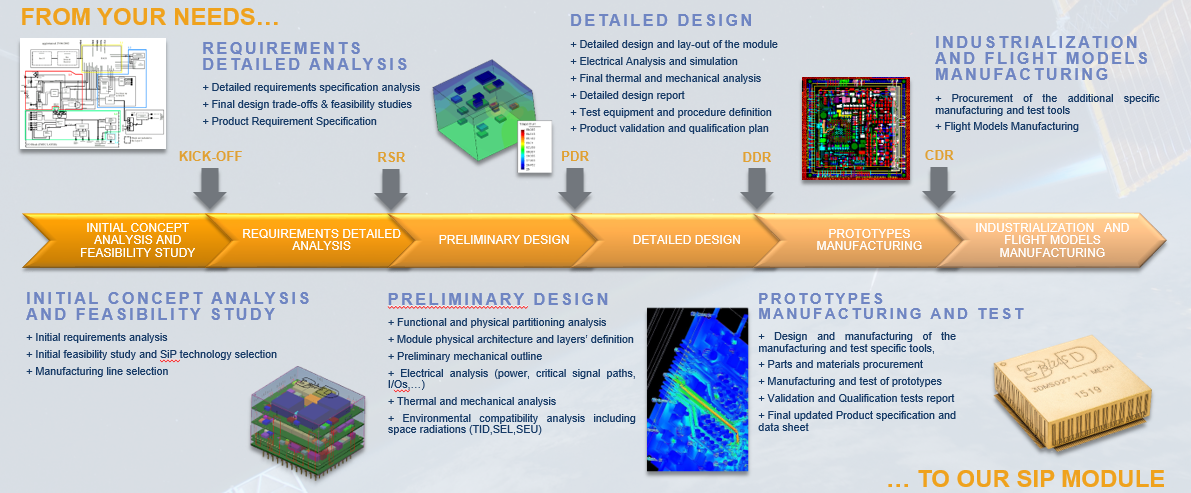 FROM YOUR NEEDS…
REQUIREMENTS
DETAILED ANALYSIS
+ Detailed requirements specification analysis
+ Final design trade-offs & feasibility studies
+ Product Requirement Specification
DETAILED DESIGN
+ Detailed design and lay-out of the module
+ Electrical Analysis and simulation
+ Final thermal and mechanical analysis
+ Detailed design report
+ Test equipment and procedure definition
+ Product validation and qualification plan
INDUSTRIALIZATION
AND FLIGHT MODELS
MANUFACTURING
+ Procurement of the additional specific
manufacturing and test tools
+ Flight Models Manufacturing
KICK-OFF
RSR
PDR
DDR
CDR
INITIAL CONCEPT
ANALYSIS AND
FEASIBILITY STUDY
REQUIREMENTS DETAILED
ANALYSIS
PRELIMINARY DESIGN
DETAILED DESIGN
PROTOTYPES
MANUFACTURING
INDUSTRIALIZATION AND
FLIGHT MODELS
MANUFACTURING
INITIAL CONCEPT ANALYSIS
AND FEASIBILITY STUDY
+ Initial requirements analysis
+ Initial feasibility study and SiP technology selection
+ Manufacturing line selection
PRELIMINARY DESIGN
+ Functional and physical partitioning analysis
+ Module physical architecture and layers' definition
+ Preliminary mechanical outline
+ Electrical analysis (power, critical signal paths,
I/Os,…)
+ Thermal and mechanical analysis
+ Environmental compatibility analysis including
space radiations (TID,SEL,SEU)
PROTOTYPES
MANUFACTURING AND TEST
+ Design and manufacturing of the
manufacturing and test specific tools,
+ Parts and materials procurement
+ Manufacturing and test of prototypes
+ Validation and Qualification tests report
+ Final updated Product specification and
data sheet
3DMS0271-1 MECH
1519
… TO OUR SIP MODULE